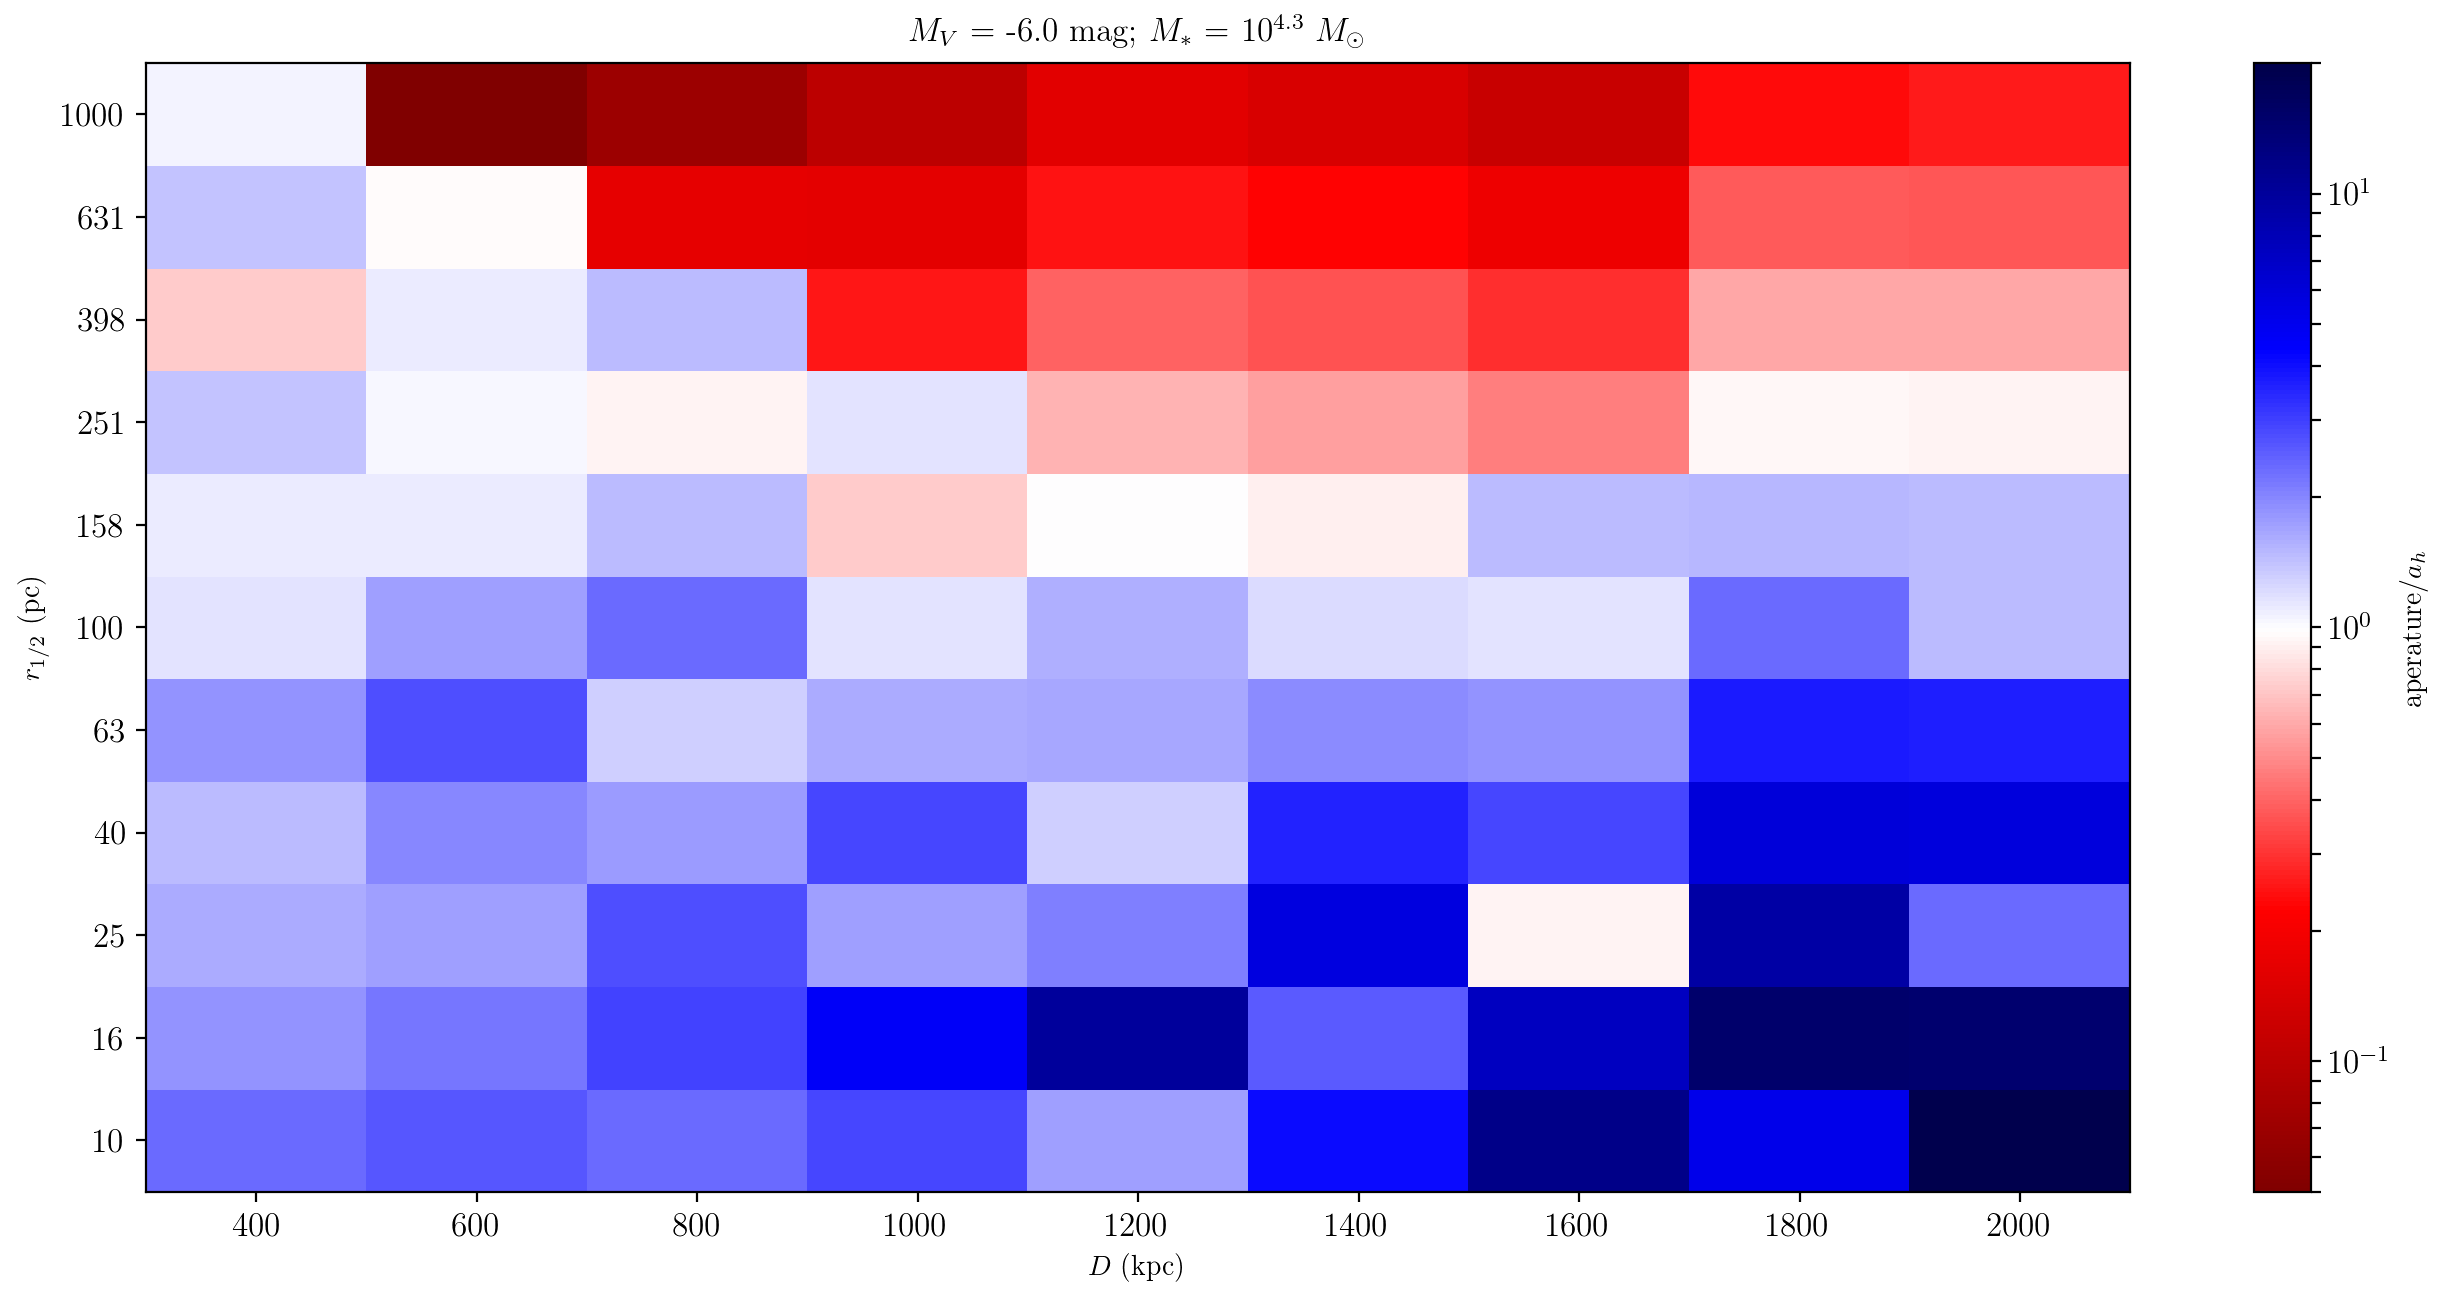 M_V = -6.0 mag; M_* = 10^{4.3} M_⊙
r_{1/2} (pc)
1000
631
398
251
158
100
63
40
25
16
10
400 600 800 1000 1200 1400 1600 1800 2000
D (kpc)
10^1
10^0
10^{-1}
aperature/a_h